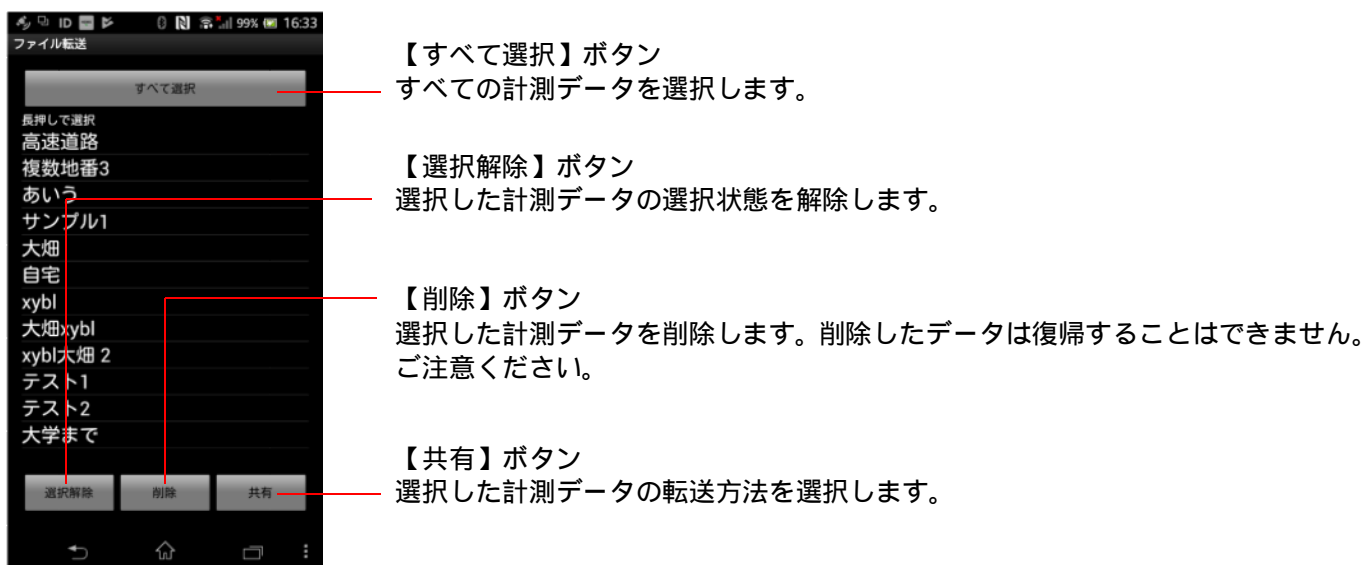 ID 99% 16:33
ファイル転送
すべて選択
長押しで選択
高速道路
複数地番3
あいう
サンプル1
大畑
自宅
xybl
大畑xybl
xybl大畑 2
テスト1
テスト2
大学まで
選択解除 削除 共有
【すべて選択】ボタン
すべての計測データを選択します。
【選択解除】ボタン
選択した計測データの選択状態を解除します。
【削除】ボタン
選択した計測データを削除します。削除したデータは復帰することはできません。
ご注意ください。
【共有】ボタン
選択した計測データの転送方法を選択します。